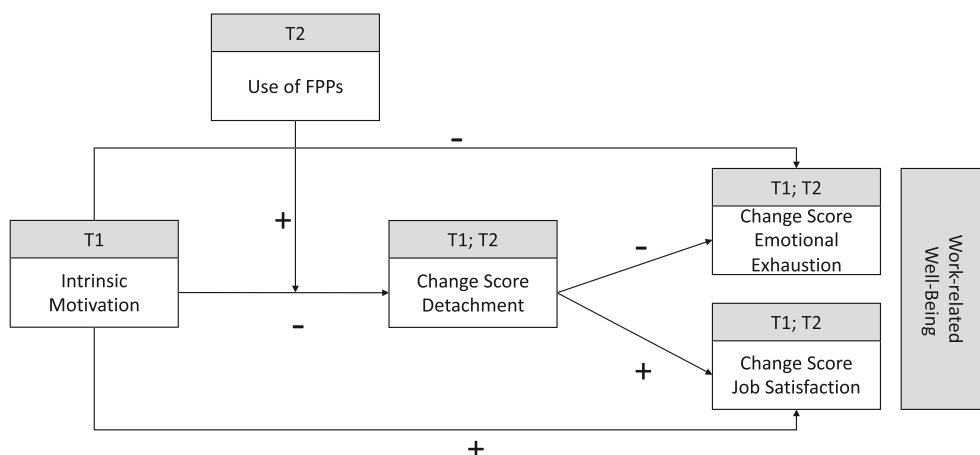 T2
Use of FPPs
-
+
T1
Intrinsic
Motivation
-
T1; T2
Change Score
Detachment
-
+
T1; T2
Change Score
Emotional
Exhaustion
T1; T2
Change Score
Job Satisfaction
+
Work-related
Well-Being